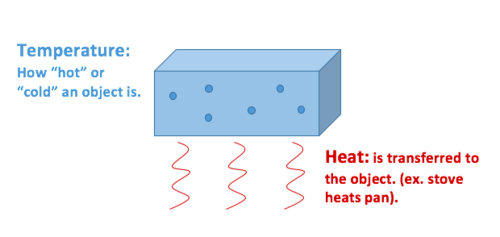 Temperature:
How “hot” or
“cold” an object is.
Heat: is transferred to
the object. (ex. stove
heats pan).